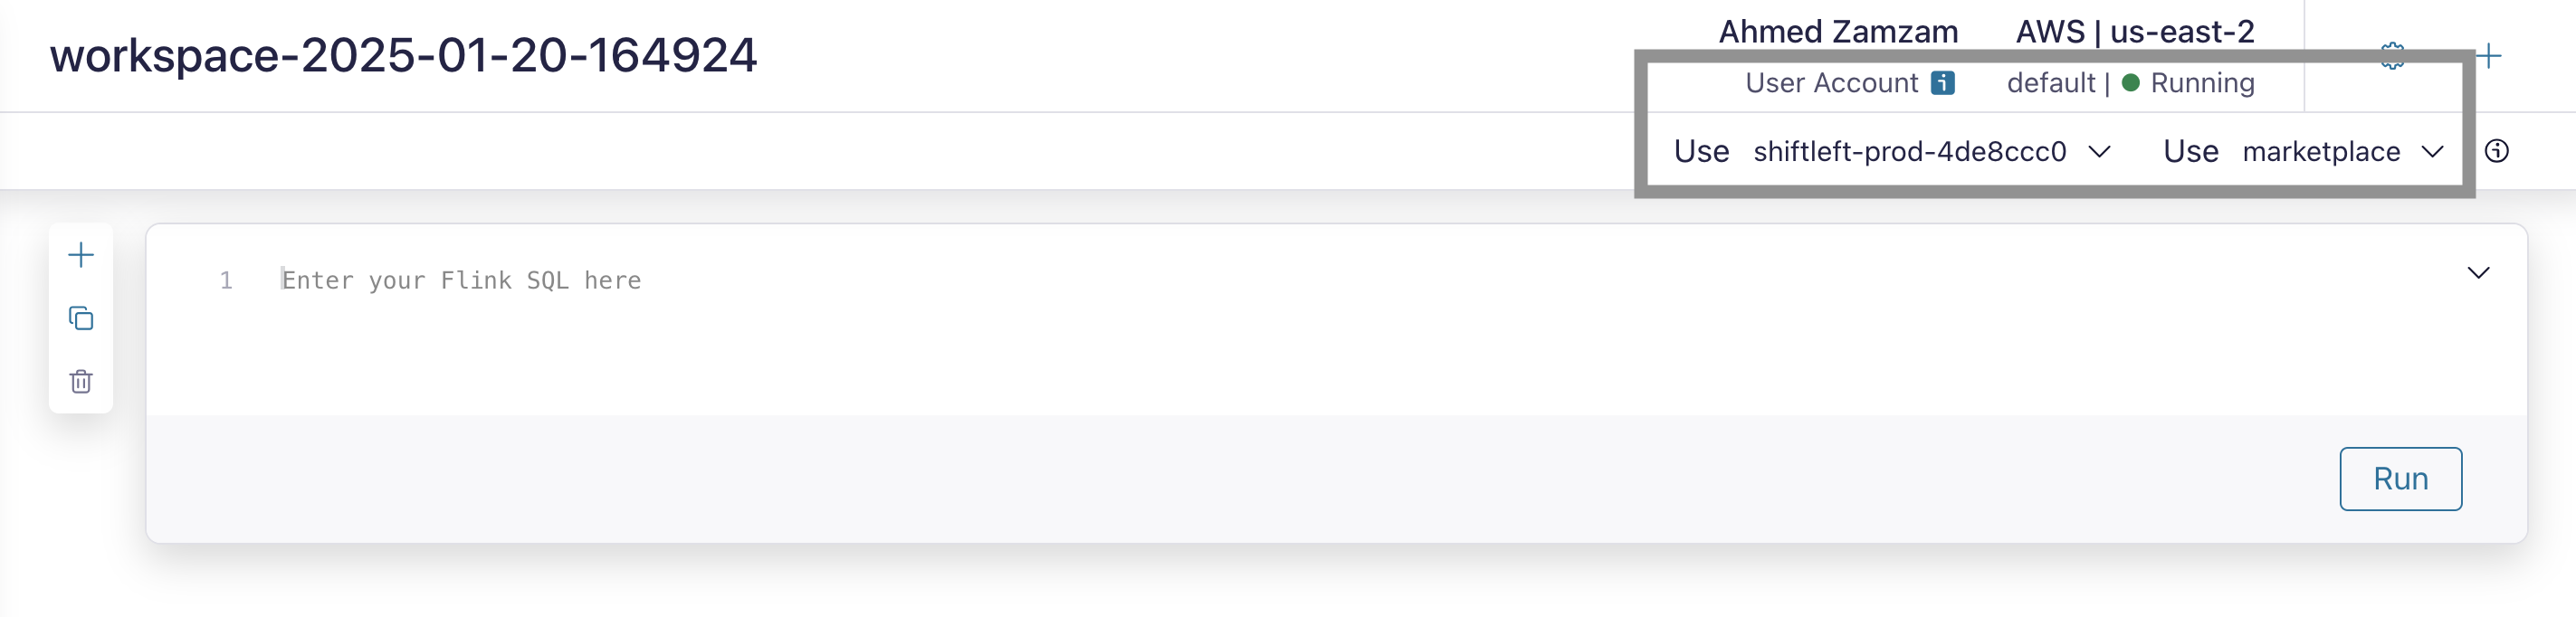 workspace-2025-01-20-164924
Ahmed Zamzam
User Account
AWS | us-east-2
default | Running
Use shiftleft-prod-4de8ccc0
Use marketplace
1 Enter your Flink SQL here
Run